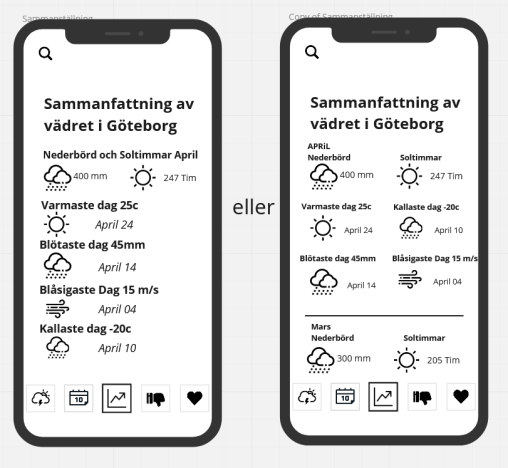 Sammanställning
Sammanfattning av
vädret i Göteborg
Nederbörd och Soltimmar April
400 mm
247 Tim
Varmaste dag 25c
April 24
Blötaste dag 45mm
April 14
Blåsigaste Dag 15 m/s
April 04
Kallaste dag -20c
April 10
10
eller
Copy of Sammanställning
Sammanfattning av
vädret i Göteborg
APRiL
Nederbörd
Soltimmar
400 mm
247 Tim
Varmaste dag 25c
Kallaste dag -20c
April 24
April 10
Blötaste dag 45mm
Blåsigaste Dag 15 m/s
April 14
April 04
Mars
Nederbörd
Soltimmar
300 mm
205 Tim
10